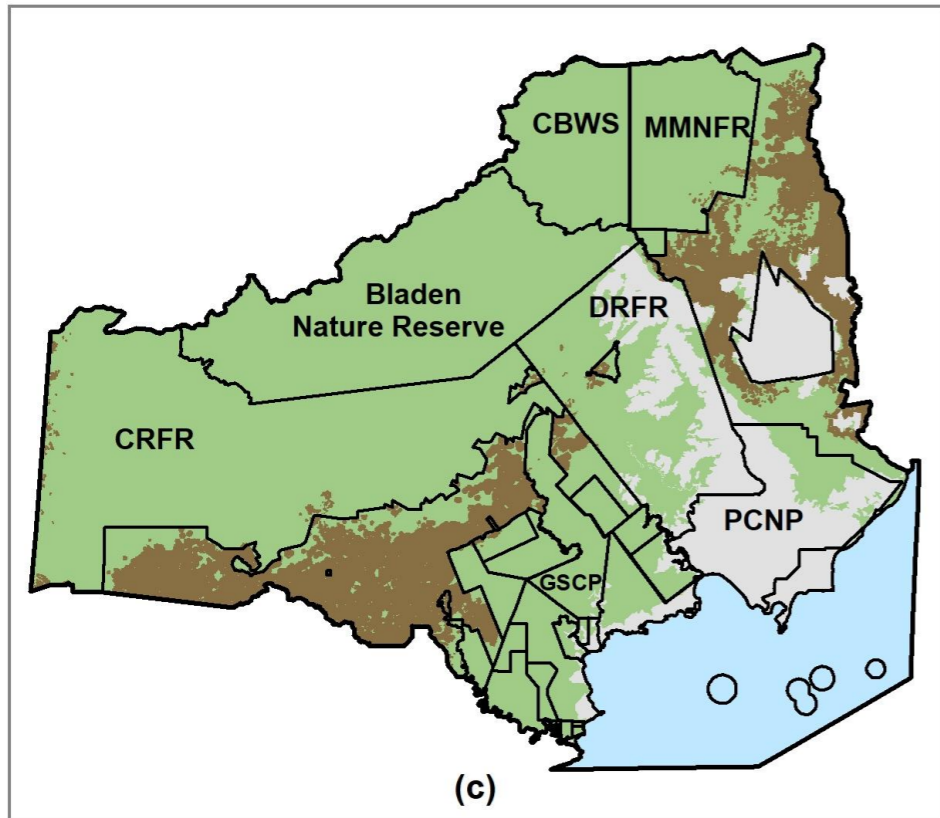 CBWS
MMNFR
Bladen
Nature Reserve
DRFR
CRFR
PCNP
GSCP
(c)